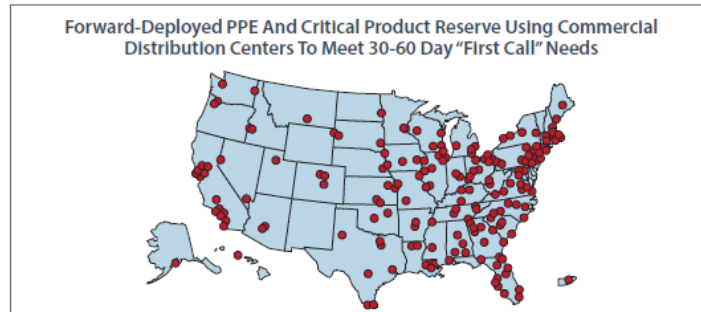 Forward-Deployed PPE And Critical Product Reserve Using Commercial
Distribution Centers To Meet 30-60 Day “First Call” Needs